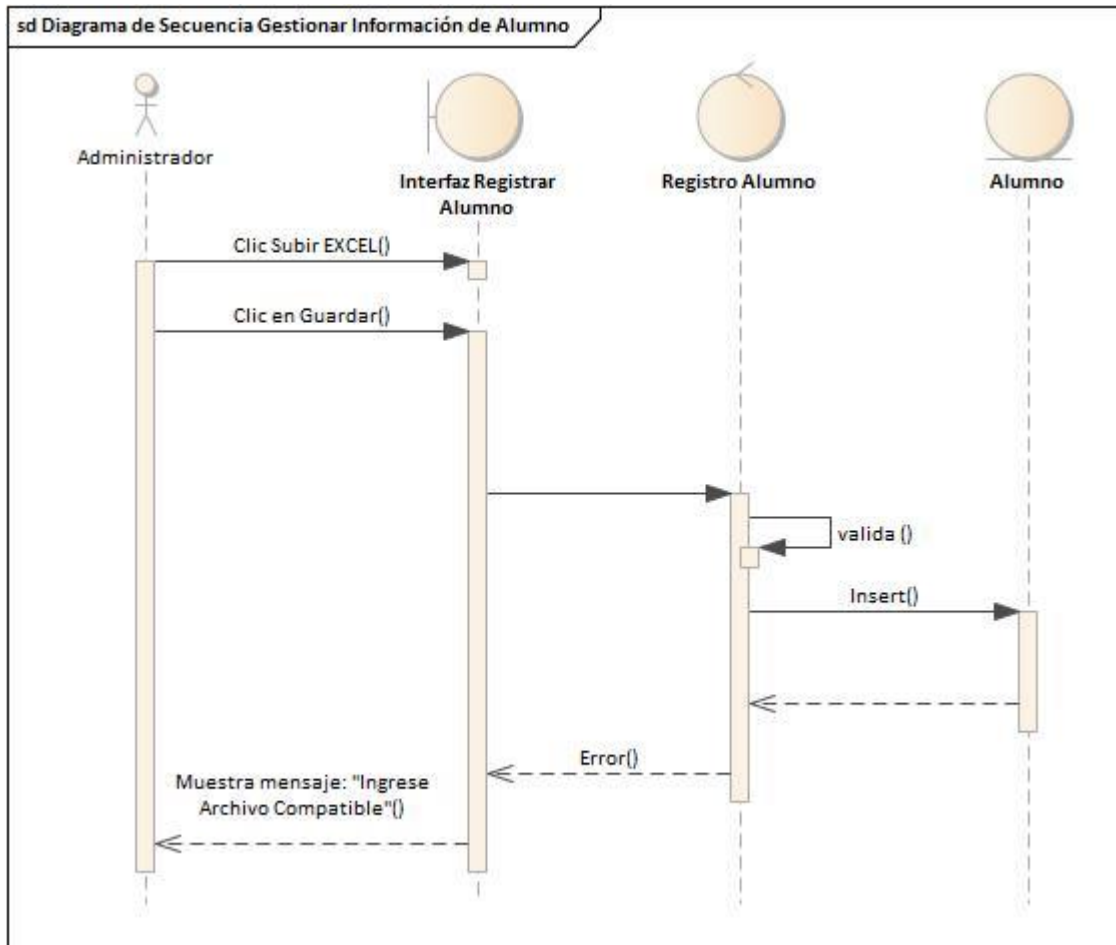 sd Diagrama de Secuencia Gestionar Información de Alumno
Administrador
Interfaz Registrar
Alumno
Registro Alumno
Alumno
Clic Subir EXCEL()
Clic en Guardar()
valida ()
Insert()
Error()
Muestra mensaje: "Ingrese
Archivo Compatible"()